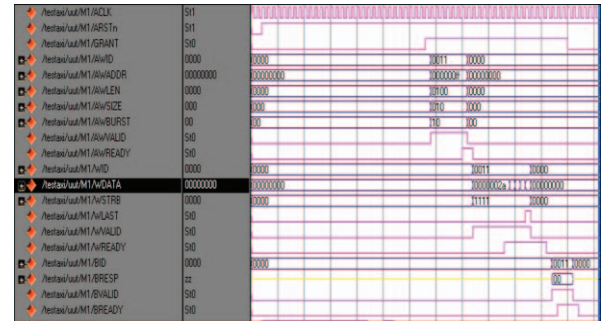 /testaxi/uut/M1/ACLK St1
/testaxi/uut/M1/ARSTn St1
/testaxi/uut/M1/GRANT St0
/testaxi/uut/M1/AWID 0000 0000 0011 0000
/testaxi/uut/M1/AWADDR 00000000 00000000 0000000f 00000000
/testaxi/uut/M1/AWLEN 0000 0000 0100 0000
/testaxi/uut/M1/AWSIZE 000 000 010 000
/testaxi/uut/M1/AWBURST 00 00 10 00
/testaxi/uut/M1/AWVALID St0
/testaxi/uut/M1/AWREADY St0
/testaxi/uut/M1/WID 0000 0000 0011 0000
/testaxi/uut/M1/WDATA 00000000 00000000 0000002a 00000000
/testaxi/uut/M1/WSTRB 0000 0000 1111 0000
/testaxi/uut/M1/WLAST St0
/testaxi/uut/M1/WVALID St0
/testaxi/uut/M1/WREADY St0
/testaxi/uut/M1/BID 0000 0000 0011 0000
/testaxi/uut/M1/BRESP zz 00
/testaxi/uut/M1/BVALID St0
/testaxi/uut/M1/BREADY St0